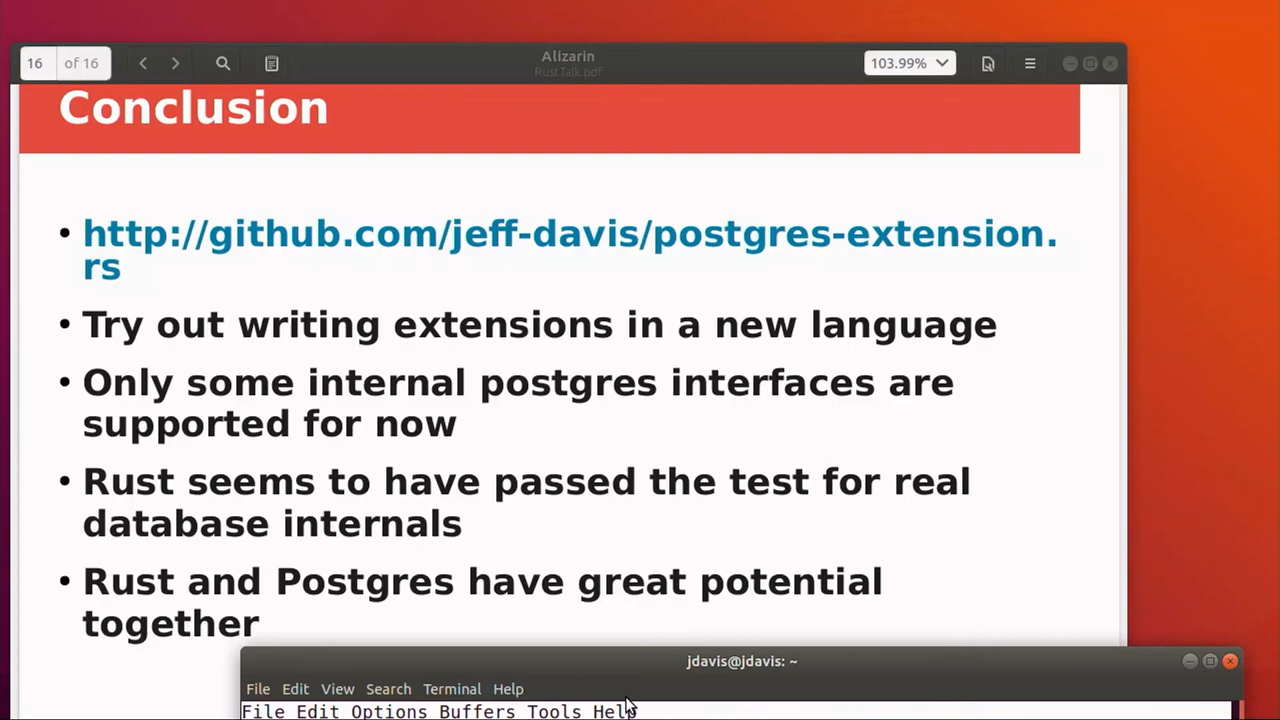 16 of 16
Alizarin
RustTalk.pdf
103.99%
Conclusion
• http://github.com/jeff-davis/postgres-extension.
rs
• Try out writing extensions in a new language
• Only some internal postgres interfaces are
supported for now
• Rust seems to have passed the test for real
database internals
• Rust and Postgres have great potential
together
jdavis@jdavis: ~
File Edit View Search Terminal Help
File Edit Options Buffers Tools Help